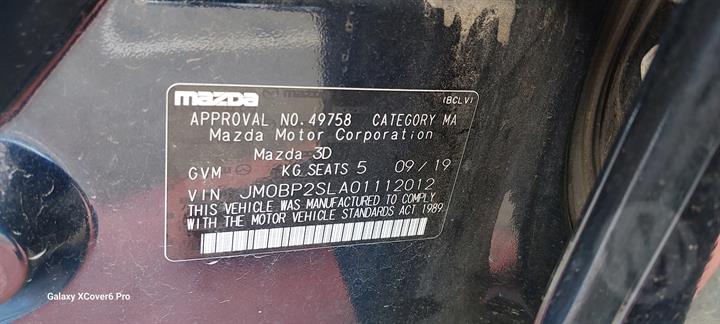 mazda
(BCLV)
APPROVAL NO.49758 CATEGORY MA
Mazda Motor Corporation
Mazda 3D
GVM KG SEATS 5 09/19
VIN JM0BP2SLA01112012
THIS VEHICLE WAS MANUFACTURED TO COMPLY
WITH THE MOTOR VEHICLE STANDARDS ACT 1989
Galaxy XCover6 Pro